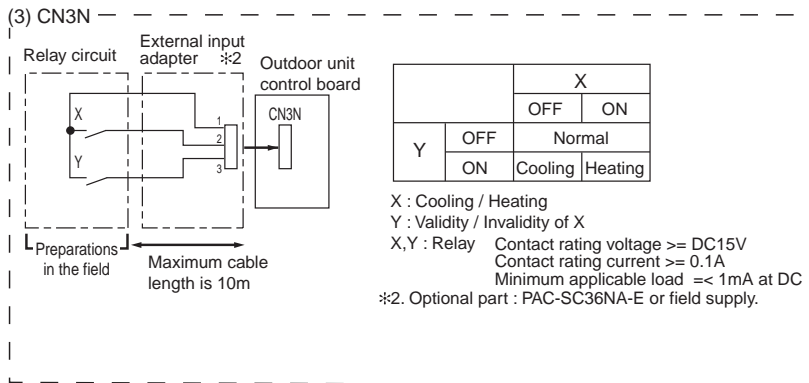 (3) CN3N
Relay circuit
External input
adapter ✻2
Outdoor unit
control board
X
Y
1
2
3
CN3N
Preparations
in the field
Maximum cable
length is 10m
X
OFF ON
Y OFF Normal
ON Cooling Heating
X : Cooling / Heating
Y : Validity / Invalidity of X
X,Y : Relay Contact rating voltage >= DC15V
Contact rating current >= 0.1A
Minimum applicable load =< 1mA at DC
✻2. Optional part : PAC-SC36NA-E or field supply.